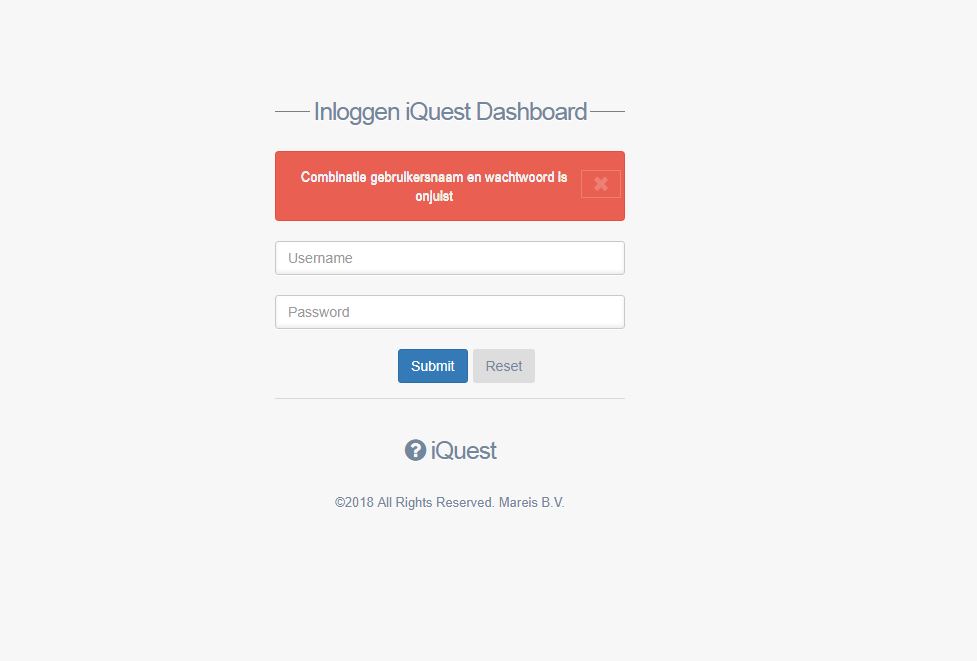 Inloggen iQuest Dashboard
Combinatie gebruikersnaam en wachtwoord is
onjuist
Username
Password
Submit Reset
iQuest
©2018 All Rights Reserved. Mareis B.V.